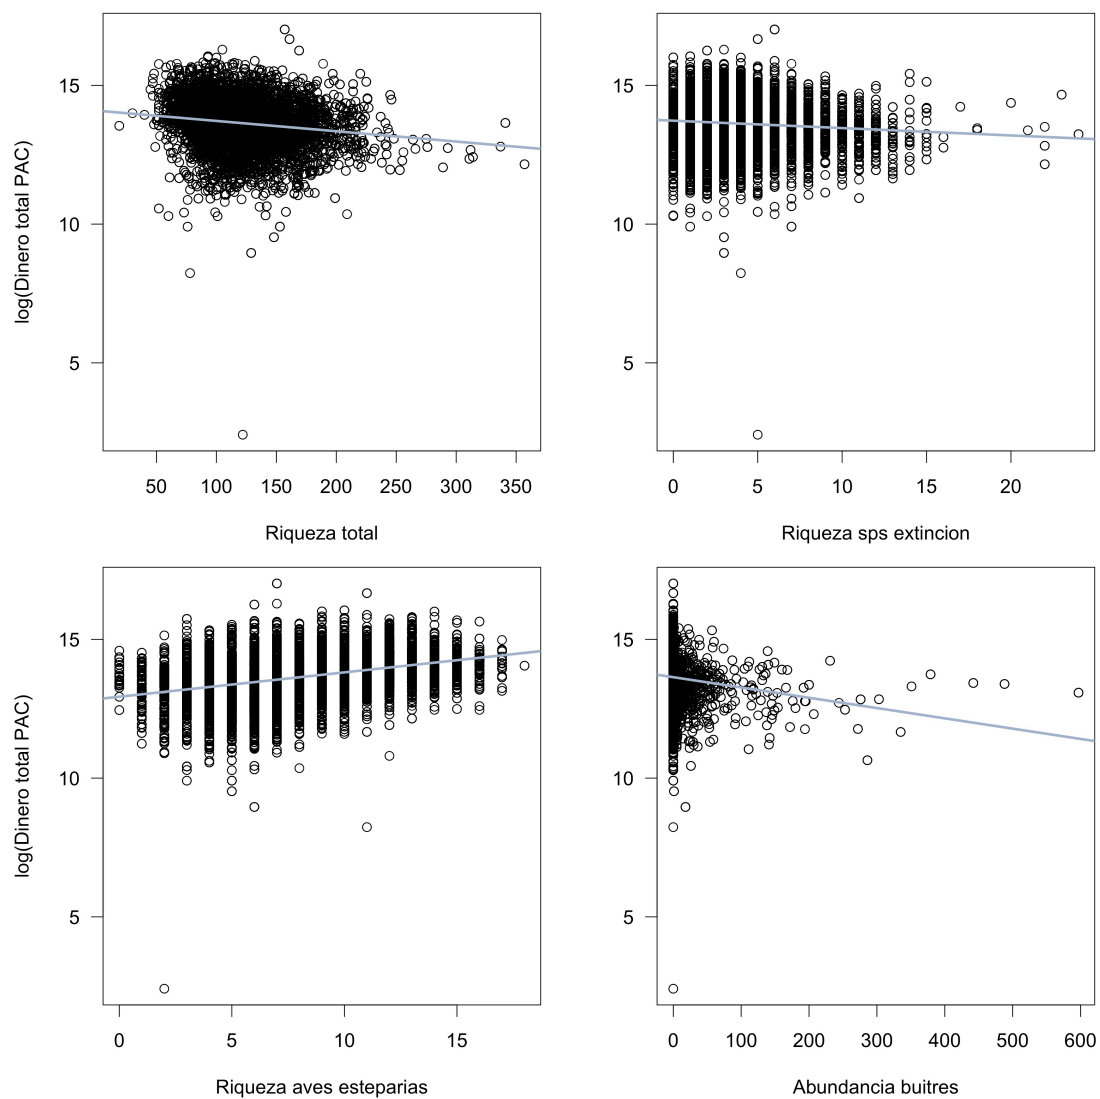 log(Dinero total PAC)
15
10
5
50 100 150 200 250 300 350
Riqueza total
15
10
5
0 5 10 15 20
Riqueza sps extincion
log(Dinero total PAC)
15
10
5
0 5 10 15
Riqueza aves esteparias
15
10
5
0 100 200 300 400 500 600
Abundancia buitres